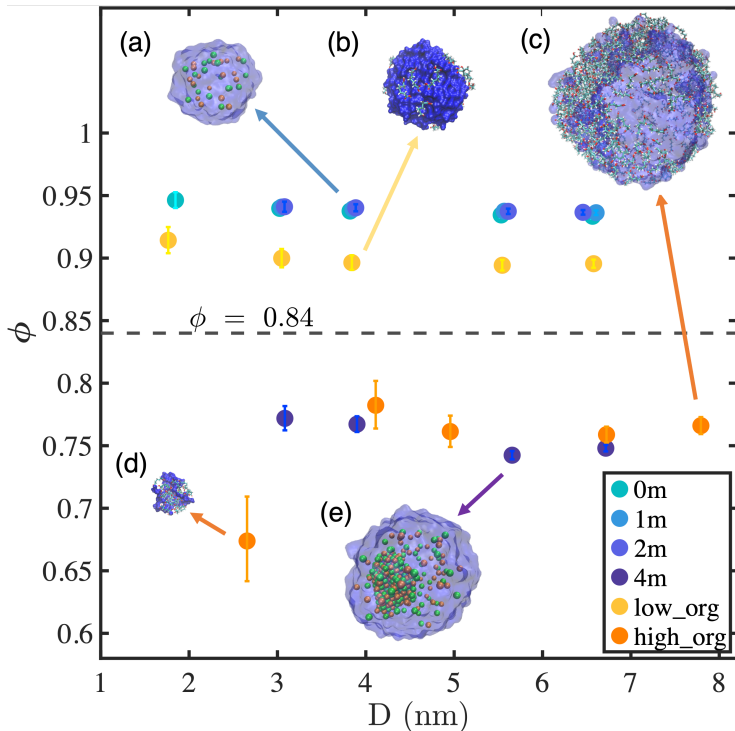 (a)
(b)
(c)
1
0.95
0.9
0.85
0.8
0.75
0.7
0.65
0.6
ϕ
ϕ = 0.84
(d)
(e)
0m
1m
2m
4m
low_org
high_org
1 2 3 4 5 6 7 8
D (nm)